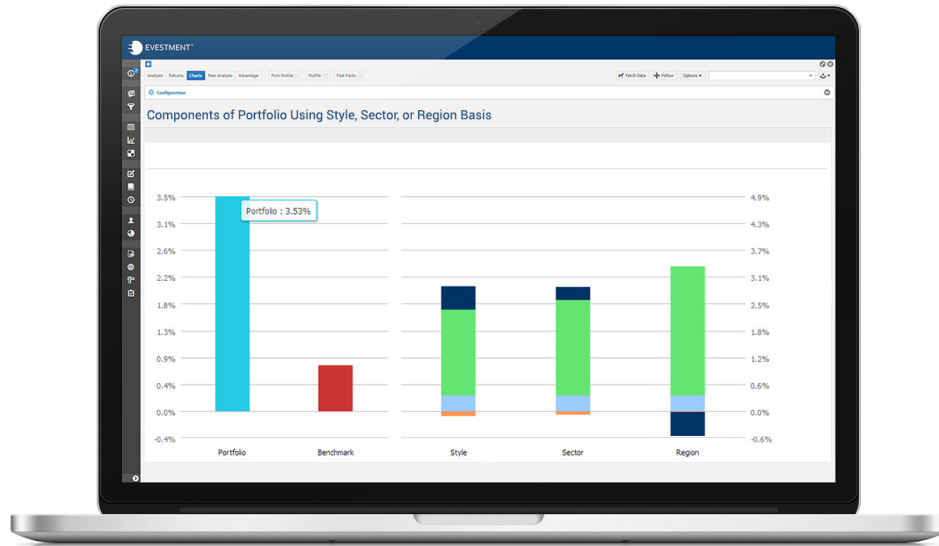 EVESTMENT
Analysis Returns Charts Peer Analysis Advantage Firm Profile Profile Fast Facts Fetch Data Follow Options
Configuration
Components of Portfolio Using Style, Sector, or Region Basis
3.5% 4.9%
Portfolio : 3.53%
3.1% 4.3%
2.6% 3.7%
2.2% 3.1%
1.8% 2.5%
1.3% 1.8%
0.9% 1.2%
0.4% 0.6%
0.0% 0.0%
-0.4% -0.6%
Portfolio Benchmark Style Sector Region